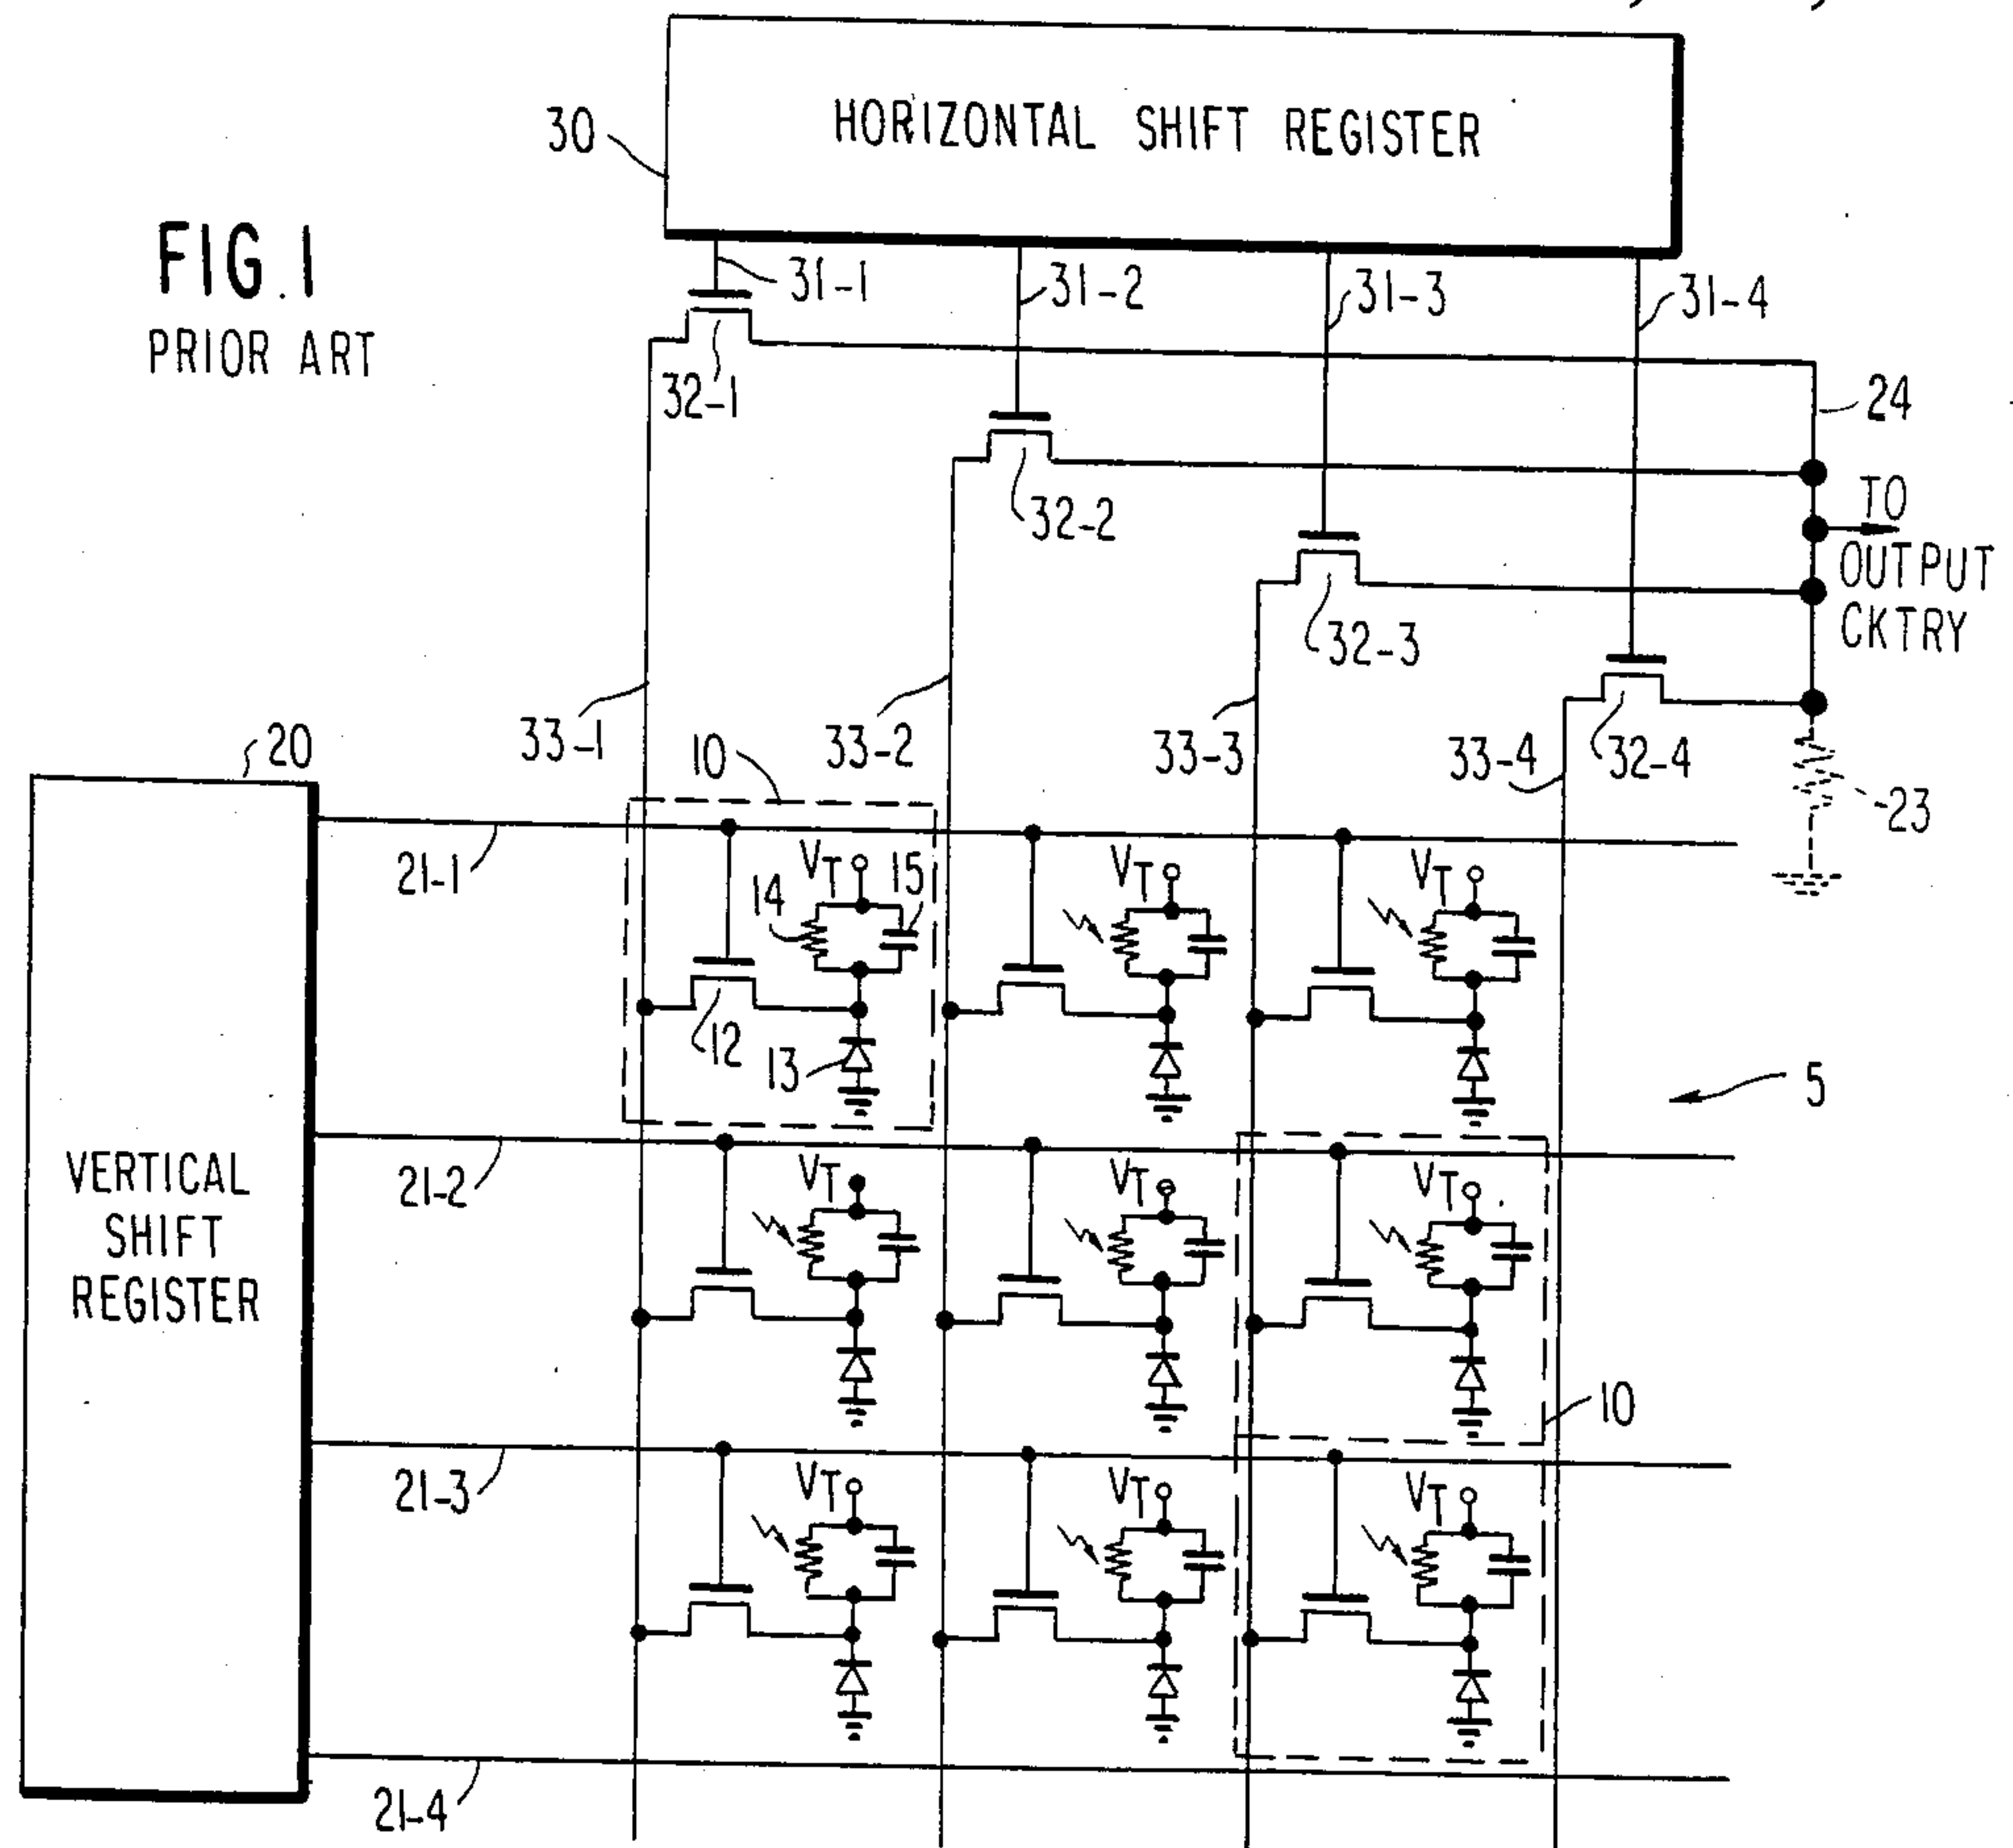 HORIZONTAL SHIFT REGISTER
30
FIG. 1
PRIOR ART
31-1
31-2
31-3
31-4
32-1
24
32-2
TO
OUTPUT
CKTRY
32-3
33-1
33-2
33-3
33-4
32-4
23
20
10
21-1
VT
14
15
VT
VT
12
13
5
VERTICAL
SHIFT
REGISTER
21-2
VT
VT
VT
10
21-3
VT
VT
VT
21-4